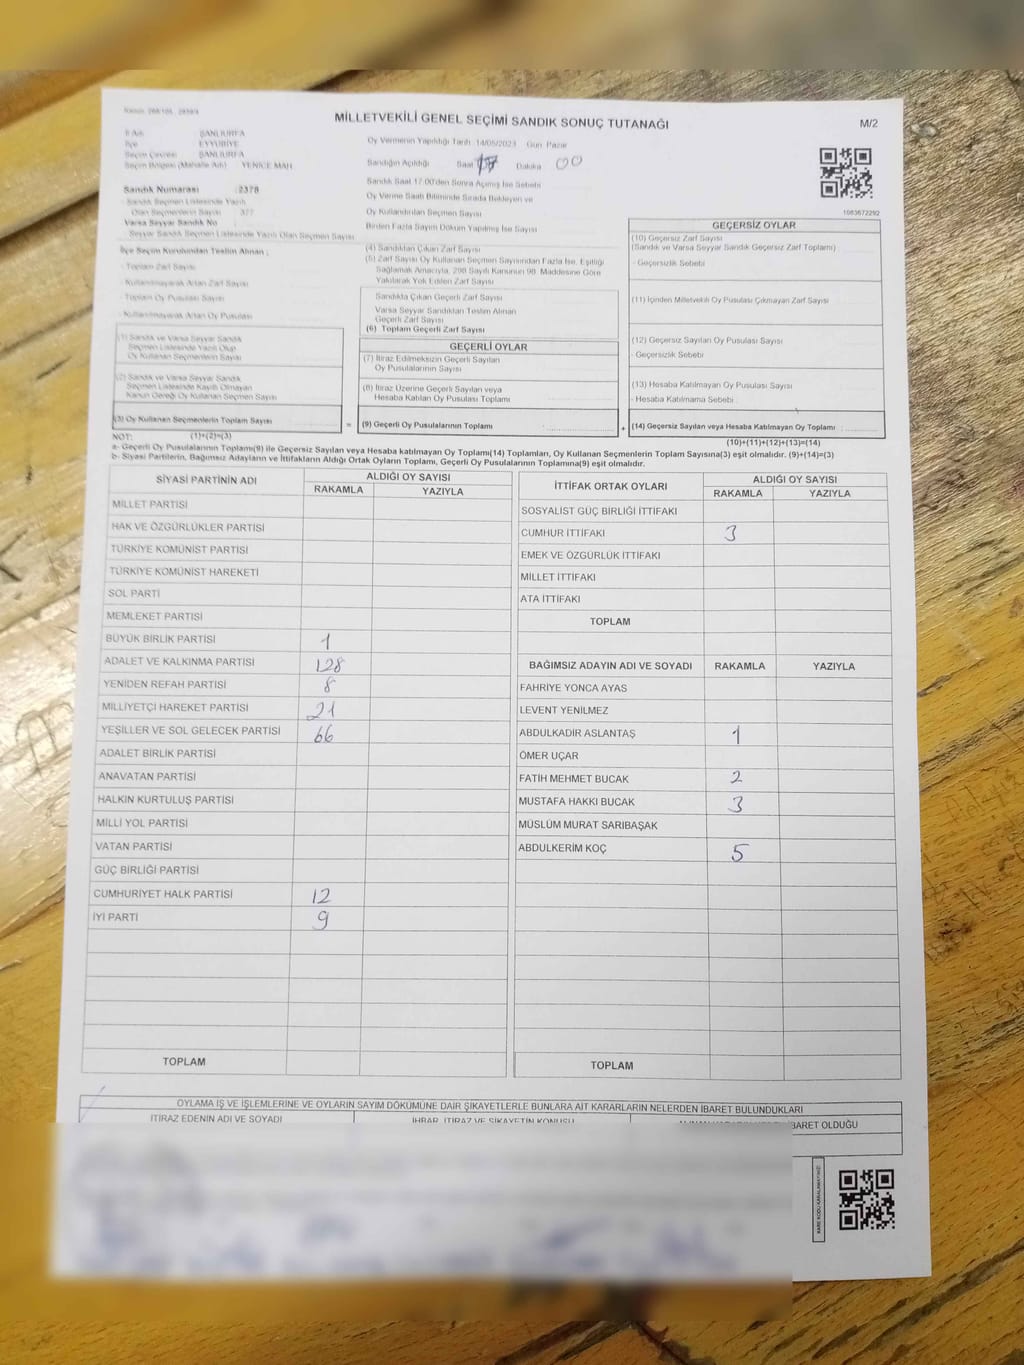 MİLLETVEKİLİ GENEL SEÇİMİ SANDIK SONUÇ TUTANAĞI
M/2
İl Adı ŞANLIURFA
İlçe EYYÜBİYE
Seçim Çevresi ŞANLIURFA
Seçim Bölgesi (Mahalle Adı) YENİCE MAH.
Oy Vermenin Yapıldığı Tarih 14/05/2023 Gün Pazar
Sandığın Açıldığı Saat 17 Dakika 00
Sandık Numarası :2378
- Sandık Seçmen Listesinde Yazılı
Olan Seçmenlerin Sayısı : 377
Varsa Seyyar Sandık No
Seyyar Sandık Seçmen Listesinde Yazılı Olan Seçmen Sayısı
Sandık Saat 17.00'den Sonra Açılmış İse Sebebi
Oy Verme Saati Bitiminde Sırada Bekleyen ve
Oy Kullandırılan Seçmen Sayısı
Birden Fazla Sayım Döküm Yapılmış İse Sayısı
1083672292
İlçe Seçim Kurulundan Teslim Alınan ;
- Toplam Zarf Sayısı
- Kullanılmayarak Artan Zarf Sayısı
- Toplam Oy Pusulası Sayısı
- Kullanılmayarak Artan Oy Pusulası
(4) Sandıktan Çıkan Zarf Sayısı
(5) Zarf Sayısı Oy Kullanan Seçmen Sayısından Fazla İse, Eşitliği
Sağlamak Amacıyla, 298 Sayılı Kanunun 98. Maddesine Göre
Yakılarak Yok Edilen Zarf Sayısı
Sandıkta Çıkan Geçerli Zarf Sayısı
Varsa Seyyar Sandıktan Teslim Alınan
Geçerli Zarf Sayısı
(6) Toplam Geçerli Zarf Sayısı
GEÇERSİZ OYLAR
(10) Geçersiz Zarf Sayısı
(Sandık ve Varsa Seyyar Sandık Geçersiz Zarf Toplamı)
- Geçersizlik Sebebi
(11) İçinden Milletvekili Oy Pusulası Çıkmayan Zarf Sayısı
(12) Geçersiz Sayılan Oy Pusulası Sayısı
- Geçersizlik Sebebi
(13) Hesaba Katılmayan Oy Pusulası Sayısı
- Hesaba Katılmama Sebebi :
(14) Geçersiz Sayılan veya Hesaba Katılmayan Oy Toplamı :
(10)+(11)+(12)+(13)=(14)
(1) Sandık ve Varsa Seyyar Sandık
Seçmen Listesinde Yazılı Olup
Oy Kullanan Seçmenlerin Sayısı
(2) Sandık ve Varsa Seyyar Sandık
Seçmen Listesinde Kayıtlı Olmayan
Kanun Gereği Oy Kullanan Seçmen Sayısı
(3) Oy Kullanan Seçmenlerin Toplam Sayısı =
(1)+(2)=(3)
GEÇERLİ OYLAR
(7) İtiraz Edilmeksizin Geçerli Sayılan
Oy Pusulalarının Sayısı
(8) İtiraz Üzerine Geçerli Sayılan veya
Hesaba Katılan Oy Pusulası Toplamı
(9) Geçerli Oy Pusulalarının Toplamı +
NOT:
a- Geçerli Oy Pusulalarının Toplamı(9) ile Geçersiz Sayılan veya Hesaba katılmayan Oy Toplamı(14) Toplamları, Oy Kullanan Seçmenlerin Toplam Sayısına(3) eşit olmalıdır. (9)+(14)=(3)
b- Siyasi Partilerin, Bağımsız Adayların ve İttifakların Aldığı Ortak Oyların Toplamı, Geçerli Oy Pusulalarının Toplamına(9) eşit olmalıdır.
SİYASİ PARTİNİN ADI
ALDIĞI OY SAYISI
RAKAMLA YAZIYLA
MİLLET PARTİSİ
HAK VE ÖZGÜRLÜKLER PARTİSİ
TÜRKİYE KOMÜNİST PARTİSİ
TÜRKİYE KOMÜNİST HAREKETİ
SOL PARTİ
MEMLEKET PARTİSİ
BÜYÜK BİRLİK PARTİSİ 1
ADALET VE KALKINMA PARTİSİ 128
YENİDEN REFAH PARTİSİ 8
MİLLİYETÇİ HAREKET PARTİSİ 21
YEŞİLLER VE SOL GELECEK PARTİSİ 66
ADALET BİRLİK PARTİSİ
ANAVATAN PARTİSİ
HALKIN KURTULUŞ PARTİSİ
MİLLİ YOL PARTİSİ
VATAN PARTİSİ
GÜÇ BİRLİĞİ PARTİSİ
CUMHURİYET HALK PARTİSİ 12
İYİ PARTİ 9
TOPLAM
İTTİFAK ORTAK OYLARI
ALDIĞI OY SAYISI
RAKAMLA YAZIYLA
SOSYALİST GÜÇ BİRLİĞİ İTTİFAKI
CUMHUR İTTİFAKI 3
EMEK VE ÖZGÜRLÜK İTTİFAKI
MİLLET İTTİFAKI
ATA İTTİFAKI
TOPLAM
BAĞIMSIZ ADAYIN ADI VE SOYADI RAKAMLA YAZIYLA
FAHRİYE YONCA AYAS
LEVENT YENİLMEZ
ABDULKADİR ASLANTAŞ 1
ÖMER UÇAR
FATİH MEHMET BUCAK 2
MUSTAFA HAKKI BUCAK 3
MÜSLÜM MURAT SARIBAŞAK
ABDULKERİM KOÇ 5
TOPLAM
OYLAMA İŞ VE İŞLEMLERİNE VE OYLARIN SAYIM DÖKÜMÜNE DAİR ŞİKAYETLERLE BUNLARA AİT KARARLARIN NELERDEN İBARET BULUNDUKLARI
İTİRAZ EDENİN ADI VE SOYADI
İHBAR, İTİRAZ VE ŞİKAYETİN KONUSU
İBARET OLDUĞU
KARE KODU KARALAMAYINIZ!